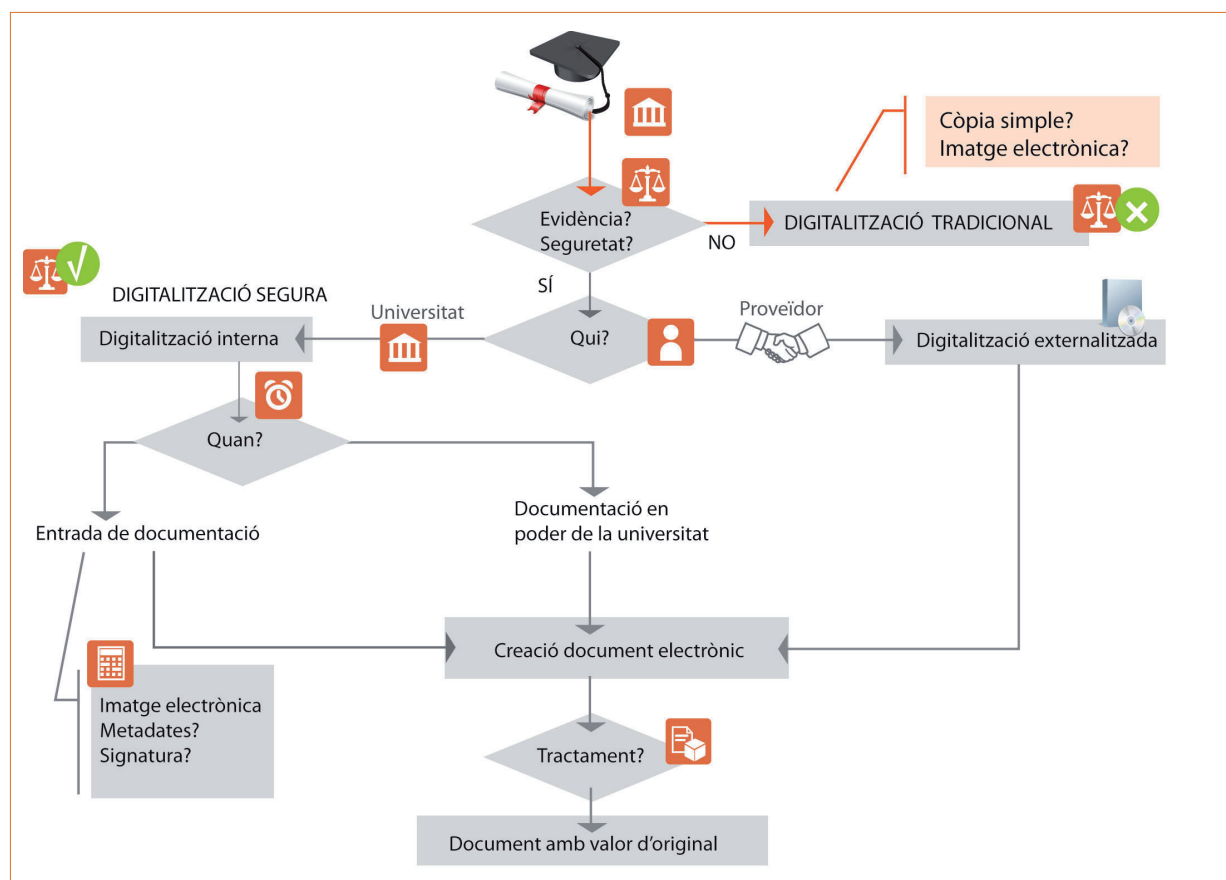 Còpia simple?
Imatge electrònica?
Evidència?
Seguretat?
NO
DIGITALITZACIÓ TRADICIONAL
SÍ
DIGITALITZACIÓ SEGURA
Digitalització interna
Universitat
Qui?
Proveïdor
Digitalització externalitzada
Quan?
Entrada de documentació
Documentació en
poder de la universitat
Creació document electrònic
Imatge electrònica
Metadates?
Signatura?
Tractament?
Document amb valor d’original